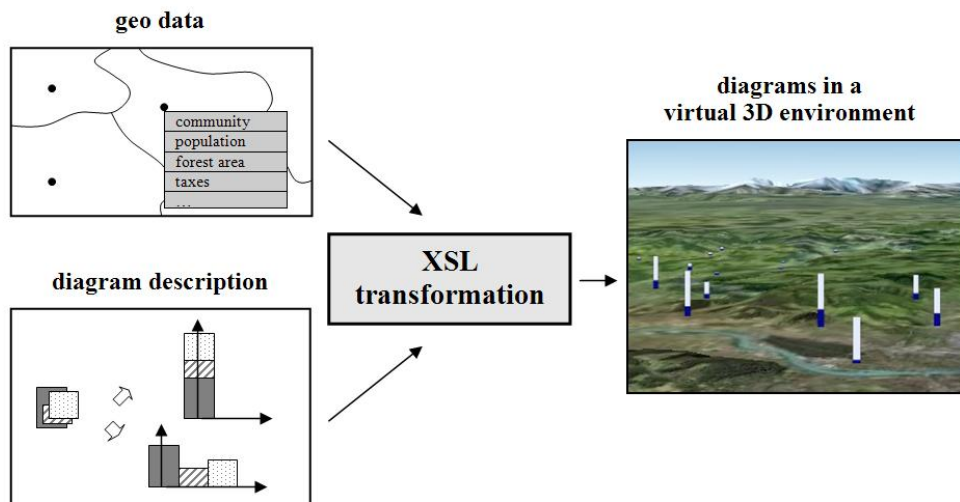 geo data
community
population
forest area
taxes
...
diagram description
XSL
transformation
diagrams in a
virtual 3D environment